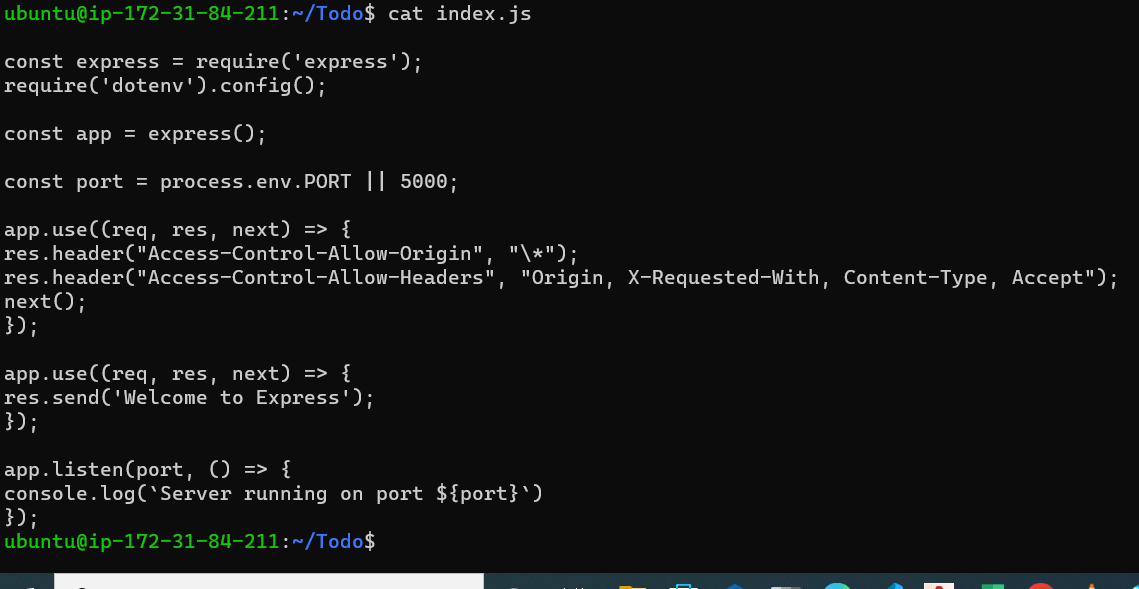 ubuntu@ip-172-31-84-211:~/Todo$ cat index.js
const express = require('express');
require('dotenv').config();
const app = express();
const port = process.env.PORT || 5000;
app.use((req, res, next) => {
res.header("Access-Control-Allow-Origin", "\*");
res.header("Access-Control-Allow-Headers", "Origin, X-Requested-With, Content-Type, Accept");
next();
});
app.use((req, res, next) => {
res.send('Welcome to Express');
});
app.listen(port, () => {
console.log(`Server running on port ${port}`)
});
ubuntu@ip-172-31-84-211:~/Todo$